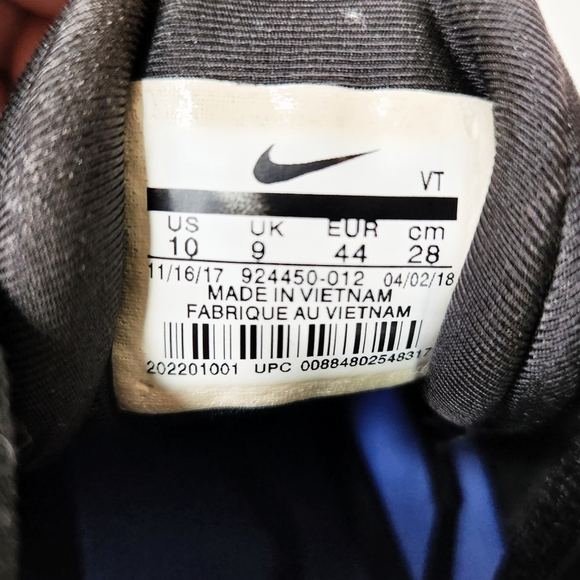 VT
US UK EUR cm
10 9 44 28
11/16/17 924450-012 04/02/18
MADE IN VIETNAM
FABRIQUE AU VIETNAM
202201001 UPC 00884802548317